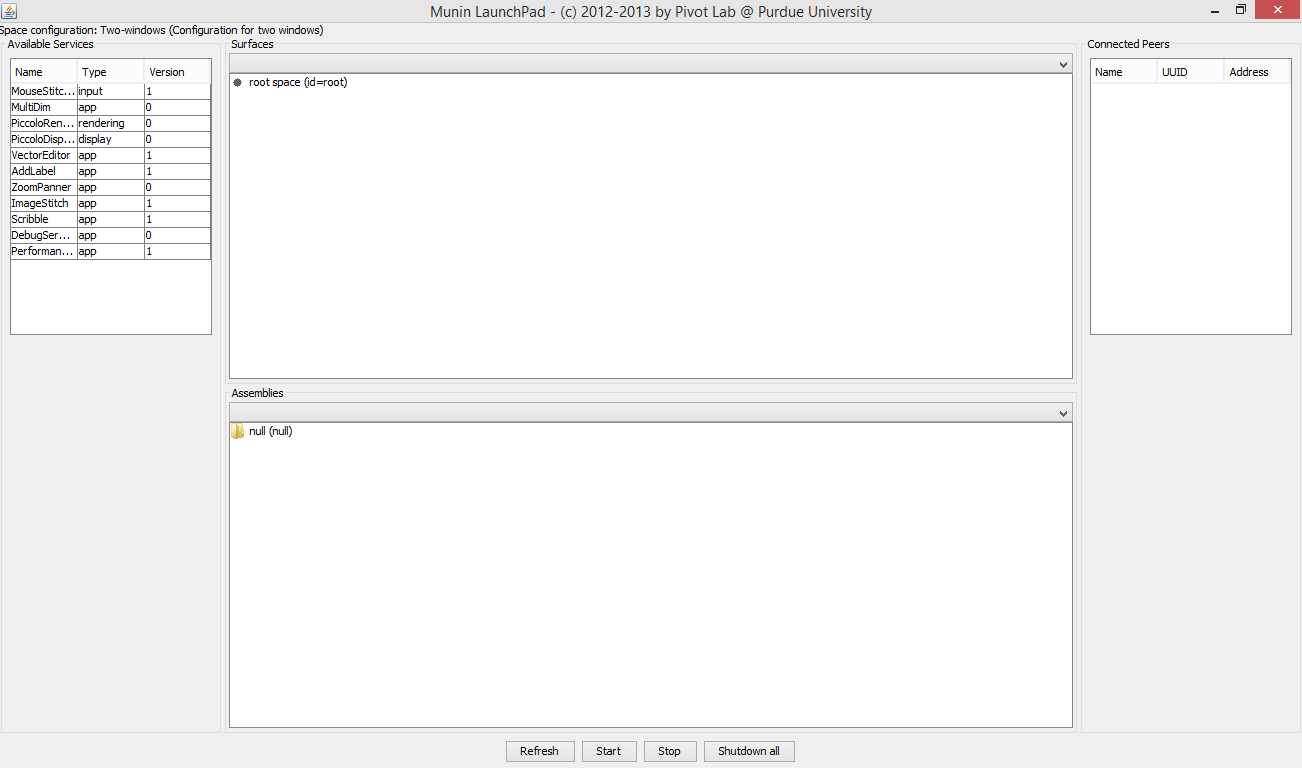 Munin LaunchPad - (c) 2012-2013 by Pivot Lab @ Purdue University
Space configuration: Two-windows (Configuration for two windows)
Available Services
Name Type Version
MouseStitc... input 1
MultiDim app 0
PiccoloRen... rendering 0
PiccoloDisp... display 0
VectorEditor app 1
AddLabel app 1
ZoomPanner app 0
ImageStitch app 1
Scribble app 1
DebugSer... app 0
Performan... app 1
Surfaces
root space (id=root)
Assemblies
null (null)
Connected Peers
Name UUID Address
Refresh Start Stop Shutdown all